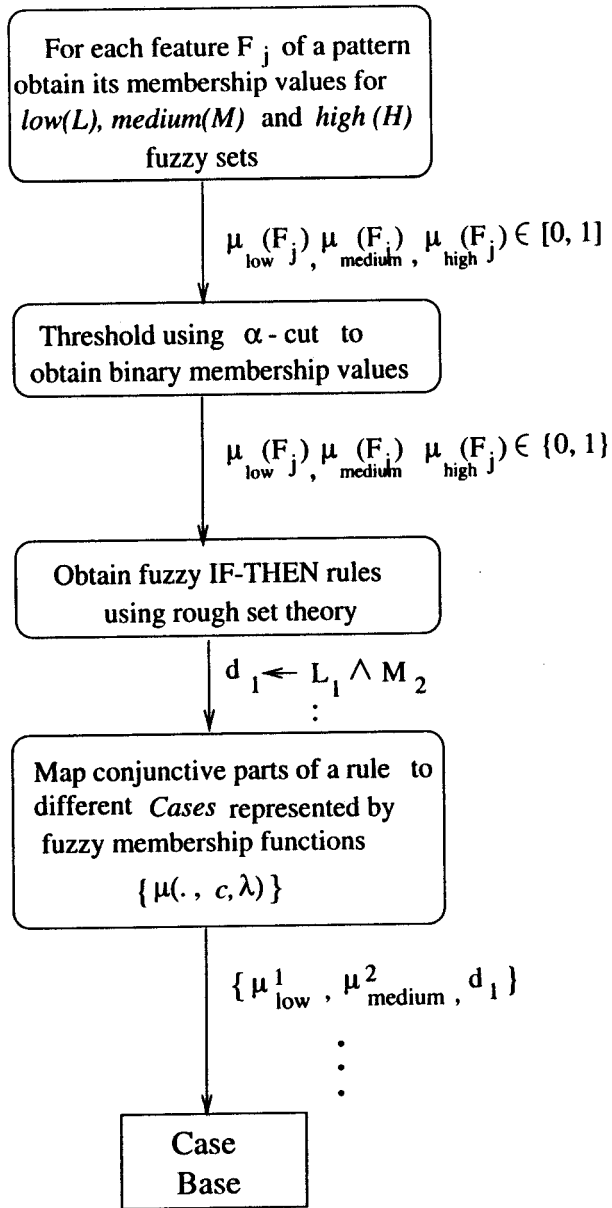 For each feature F j of a pattern
obtain its membership values for
low(L), medium(M) and high (H)
fuzzy sets
μ low (F j ) , μ medium (F j ) , μ high (F j ) ∈ [0, 1]
Threshold using α - cut to
obtain binary membership values
μ low (F j ) , μ medium (F j ) μ high (F j ) ∈ {0, 1}
Obtain fuzzy IF-THEN rules
using rough set theory
d 1 ← L 1 ∧ M 2
⋮
Map conjunctive parts of a rule to
different Cases represented by
fuzzy membership functions
{ μ(. , c, λ) }
{ μ 1 low , μ 2 medium , d 1 }
⋮
Case
Base